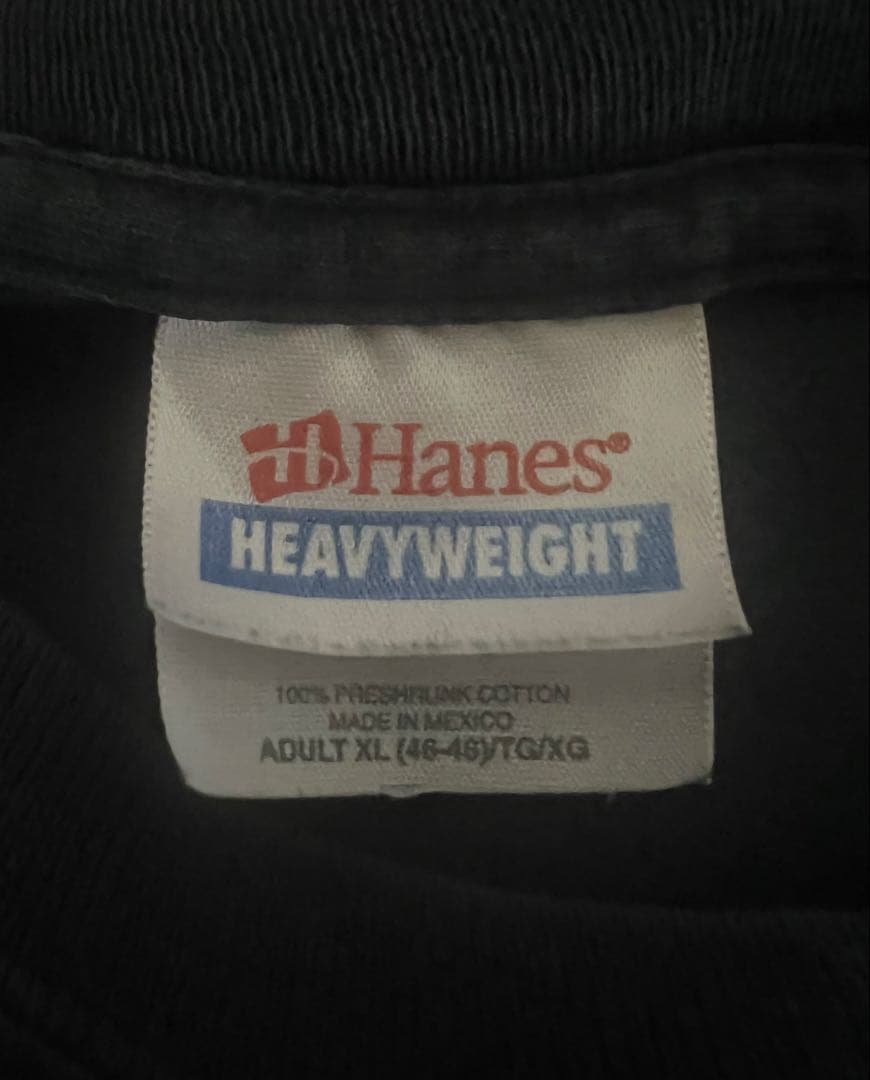 Hanes®
HEAVYWEIGHT
100% PRESHRUNK COTTON
MADE IN MEXICO
ADULT XL (46-48)/TG/XG